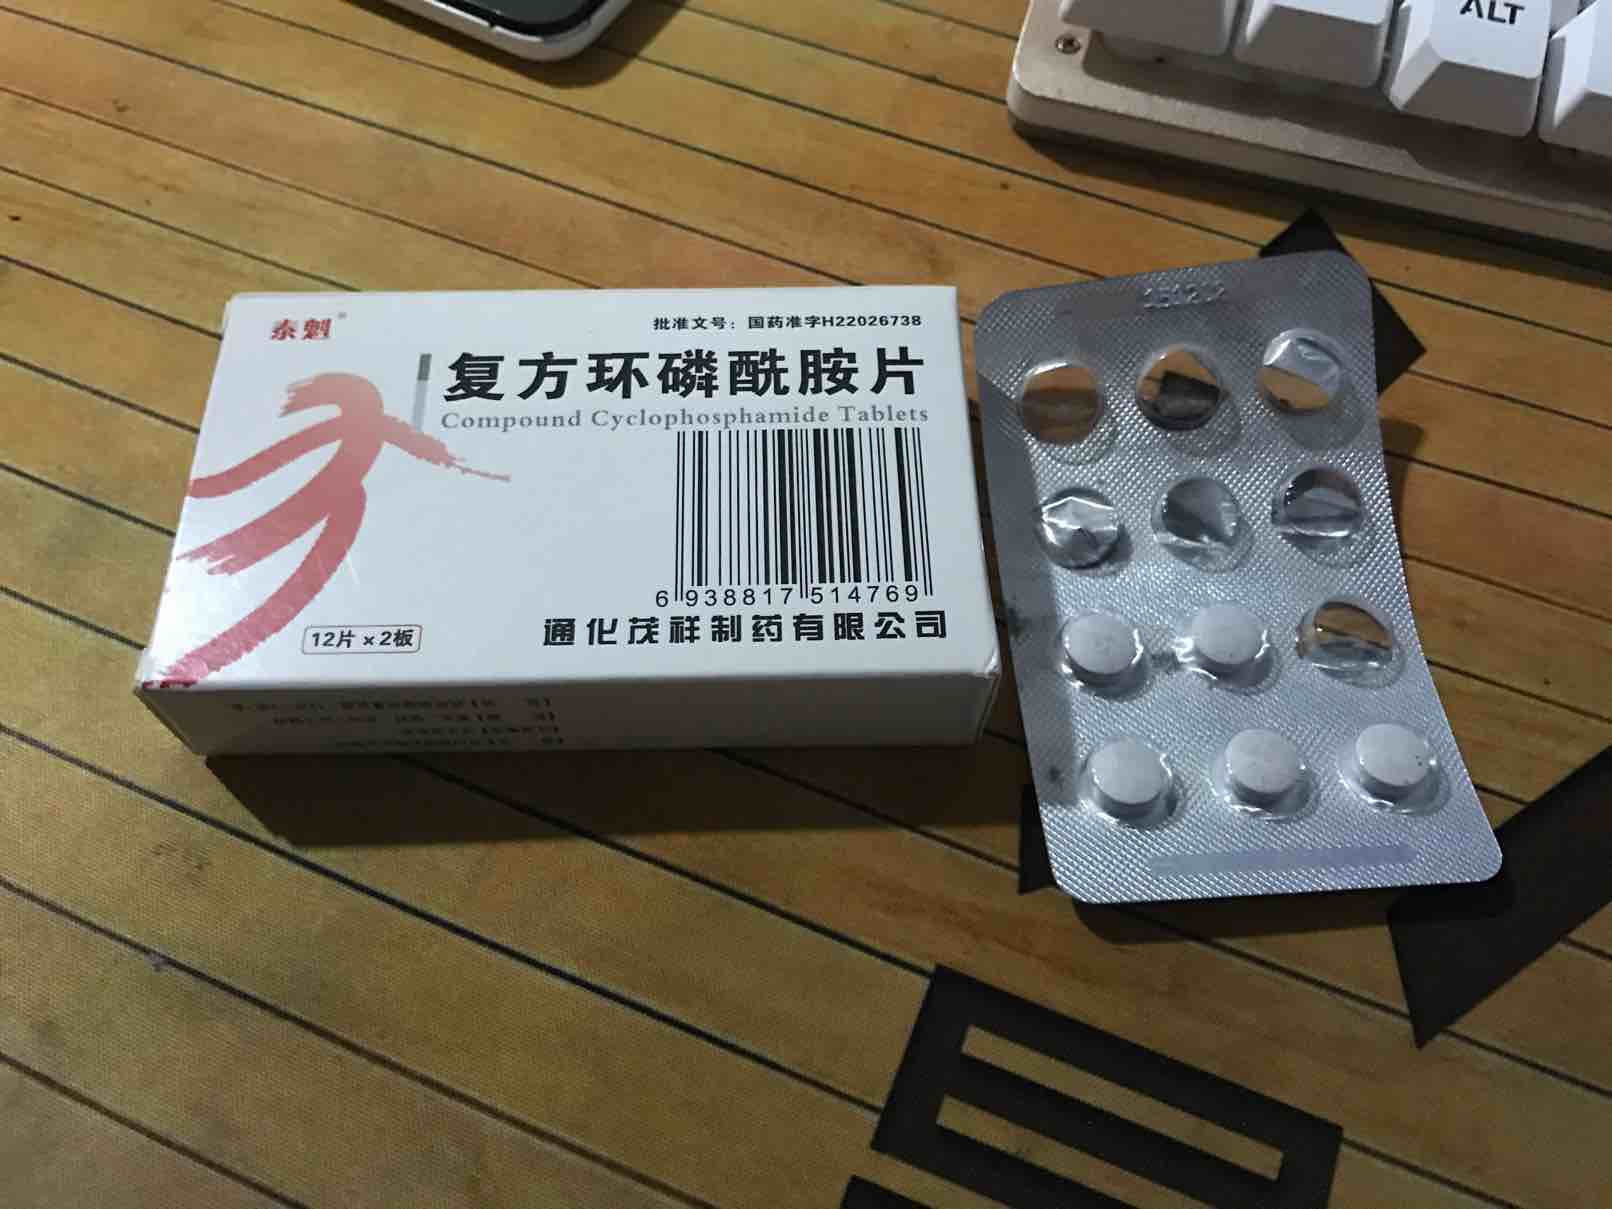 ALT
泰魁®
批准文号：国药准字H22026738
复方环磷酰胺片
Compound Cyclophosphamide Tablets
6 938817 514769
12片×2板
通化茂祥制药有限公司